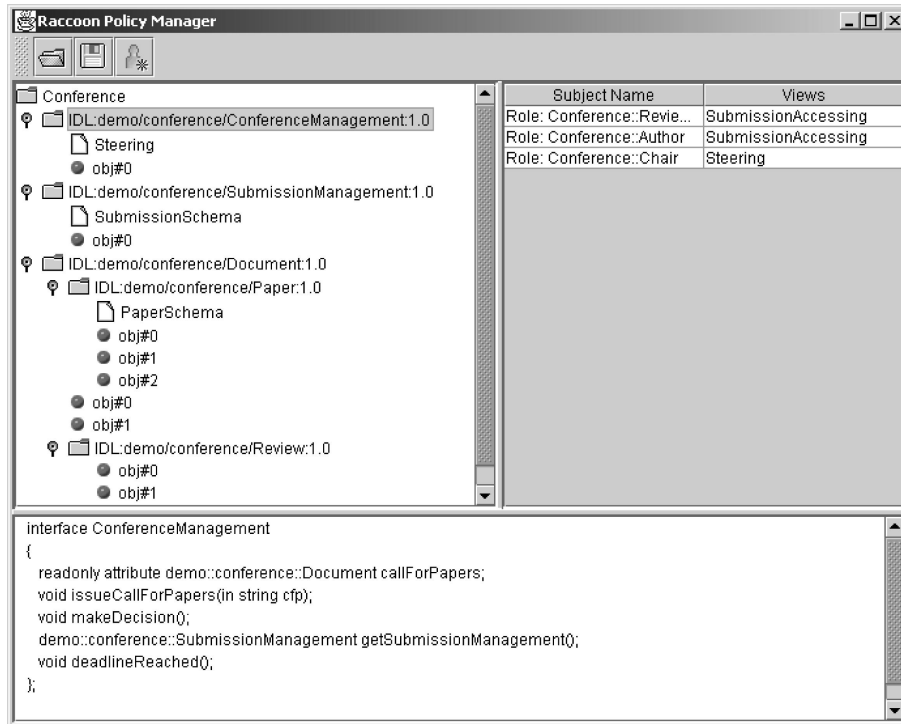 Raccoon Policy Manager
Conference
IDL:demo/conference/ConferenceManagement:1.0
Steering
obj#0
IDL:demo/conference/SubmissionManagement:1.0
SubmissionSchema
obj#0
IDL:demo/conference/Document:1.0
IDL:demo/conference/Paper:1.0
PaperSchema
obj#0
obj#1
obj#2
obj#0
obj#1
IDL:demo/conference/Review:1.0
obj#0
obj#1
Subject Name Views
Role: Conference::Revie... SubmissionAccessing
Role: Conference::Author SubmissionAccessing
Role: Conference::Chair Steering
interface ConferenceManagement
{
readonly attribute demo::conference::Document callForPapers;
void issueCallForPapers(in string cfp);
void makeDecision();
demo::conference::SubmissionManagement getSubmissionManagement();
void deadlineReached();
};